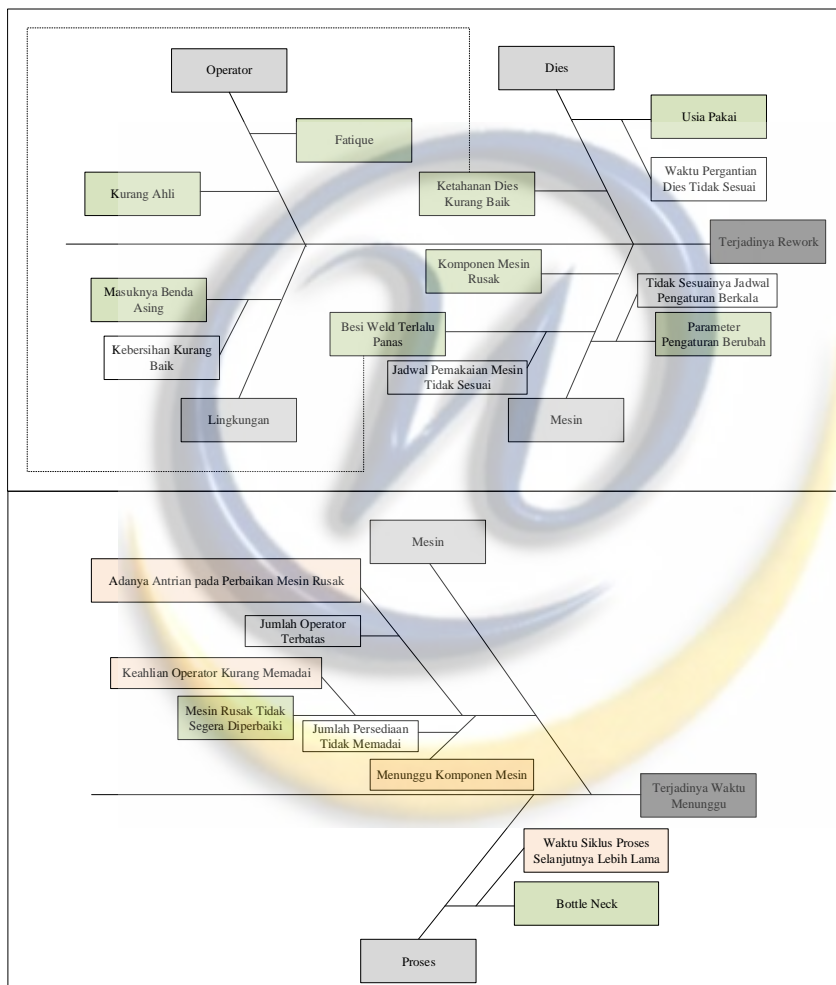 Operator
Dies
Fatique
Usia Pakai
Kurang Ahli
Ketahanan Dies
Kurang Baik
Waktu Pergantian
Dies Tidak Sesuai
Terjadinya Rework
Komponen Mesin
Rusak
Tidak Sesuainya Jadwal
Pengaturan Berkala
Masuknya Benda
Asing
Besi Weld Terlalu
Panas
Parameter
Pengaturan Berubah
Kebersihan Kurang
Baik
Jadwal Pemakaian Mesin
Tidak Sesuai
Lingkungan
Mesin
Mesin
Adanya Antrian pada Perbaikan Mesin Rusak
Jumlah Operator
Terbatas
Keahlian Operator Kurang Memadai
Mesin Rusak Tidak
Segera Diperbaiki
Jumlah Persediaan
Tidak Memadai
Menunggu Komponen Mesin
Terjadinya Waktu
Menunggu
Waktu Siklus Proses
Selanjutnya Lebih Lama
Bottle Neck
Proses